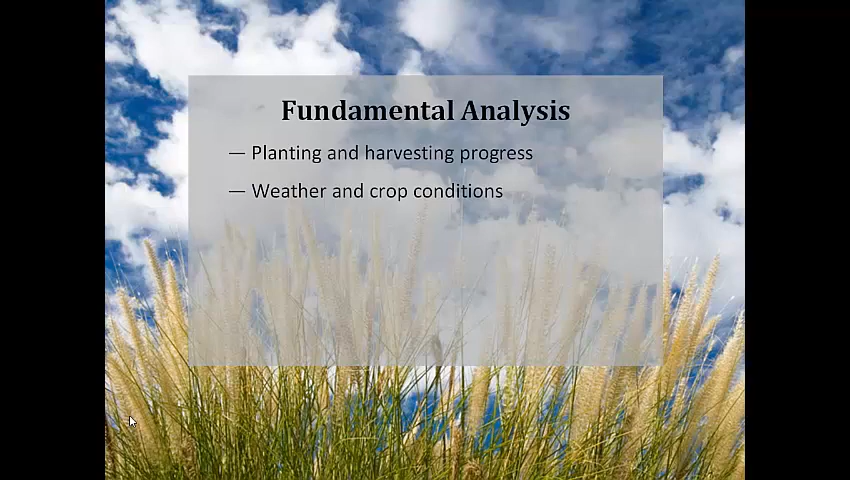 Fundamental Analysis
— Planting and harvesting progress
— Weather and crop conditions